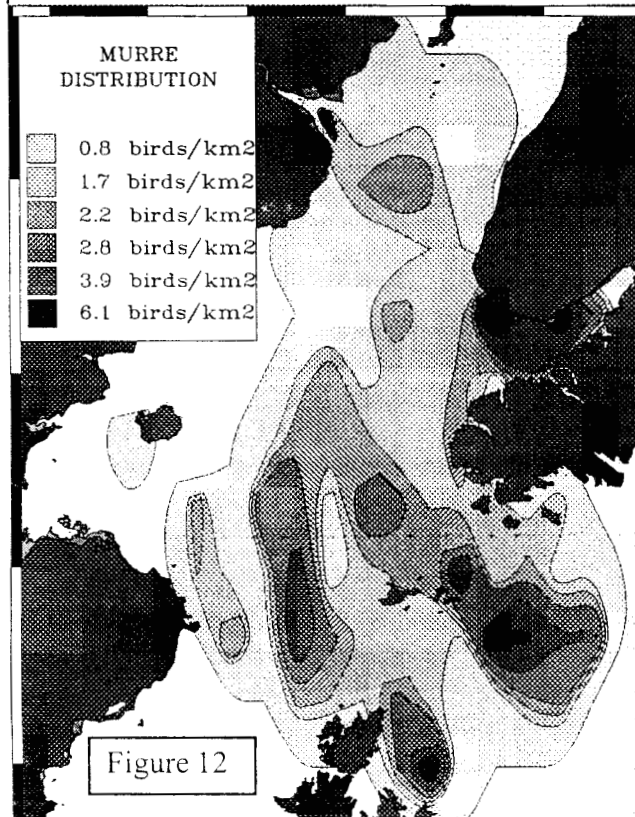 MURRE
DISTRIBUTION
0.8 birds/km2
1.7 birds/km2
2.2 birds/km2
2.8 birds/km2
3.9 birds/km2
6.1 birds/km2
Figure 12